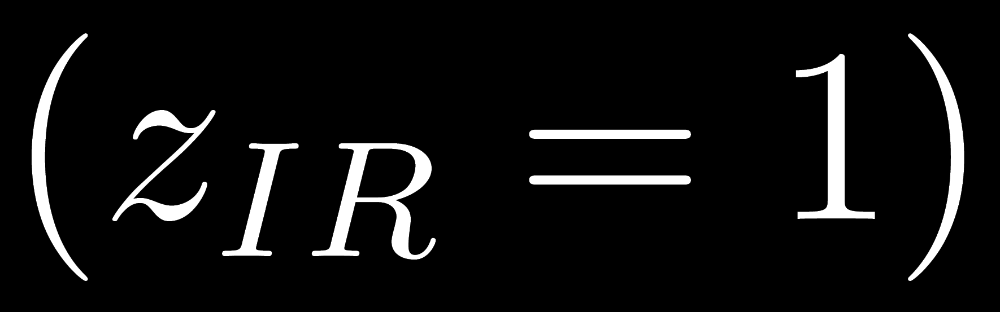 (z_{IR} = 1)